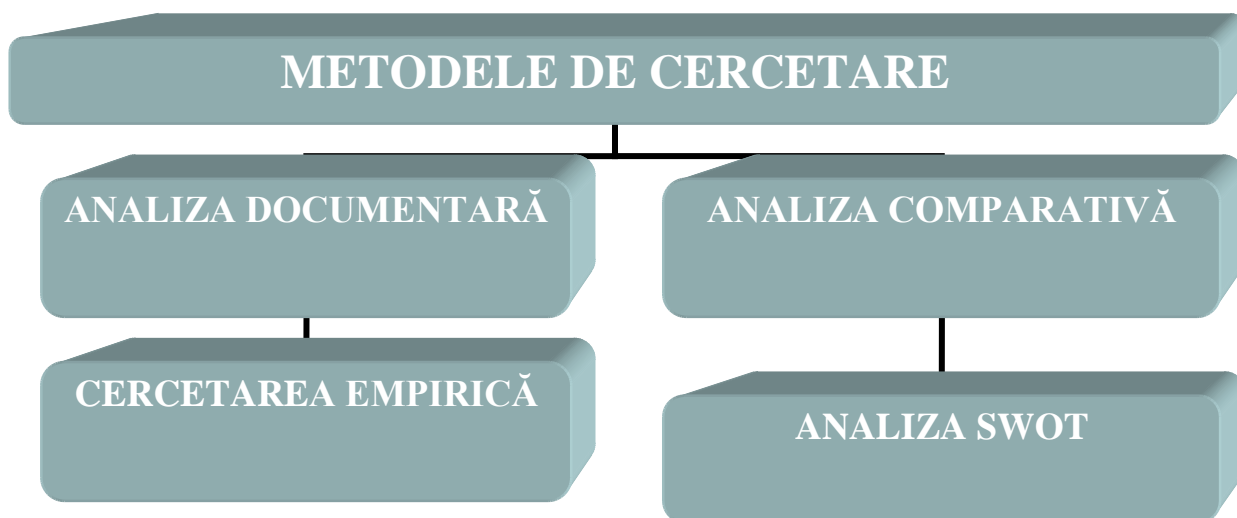 METODELE DE CERCETARE
ANALIZA DOCUMENTARĂ
ANALIZA COMPARATIVĂ
CERCETAREA EMPIRICĂ
ANALIZA SWOT